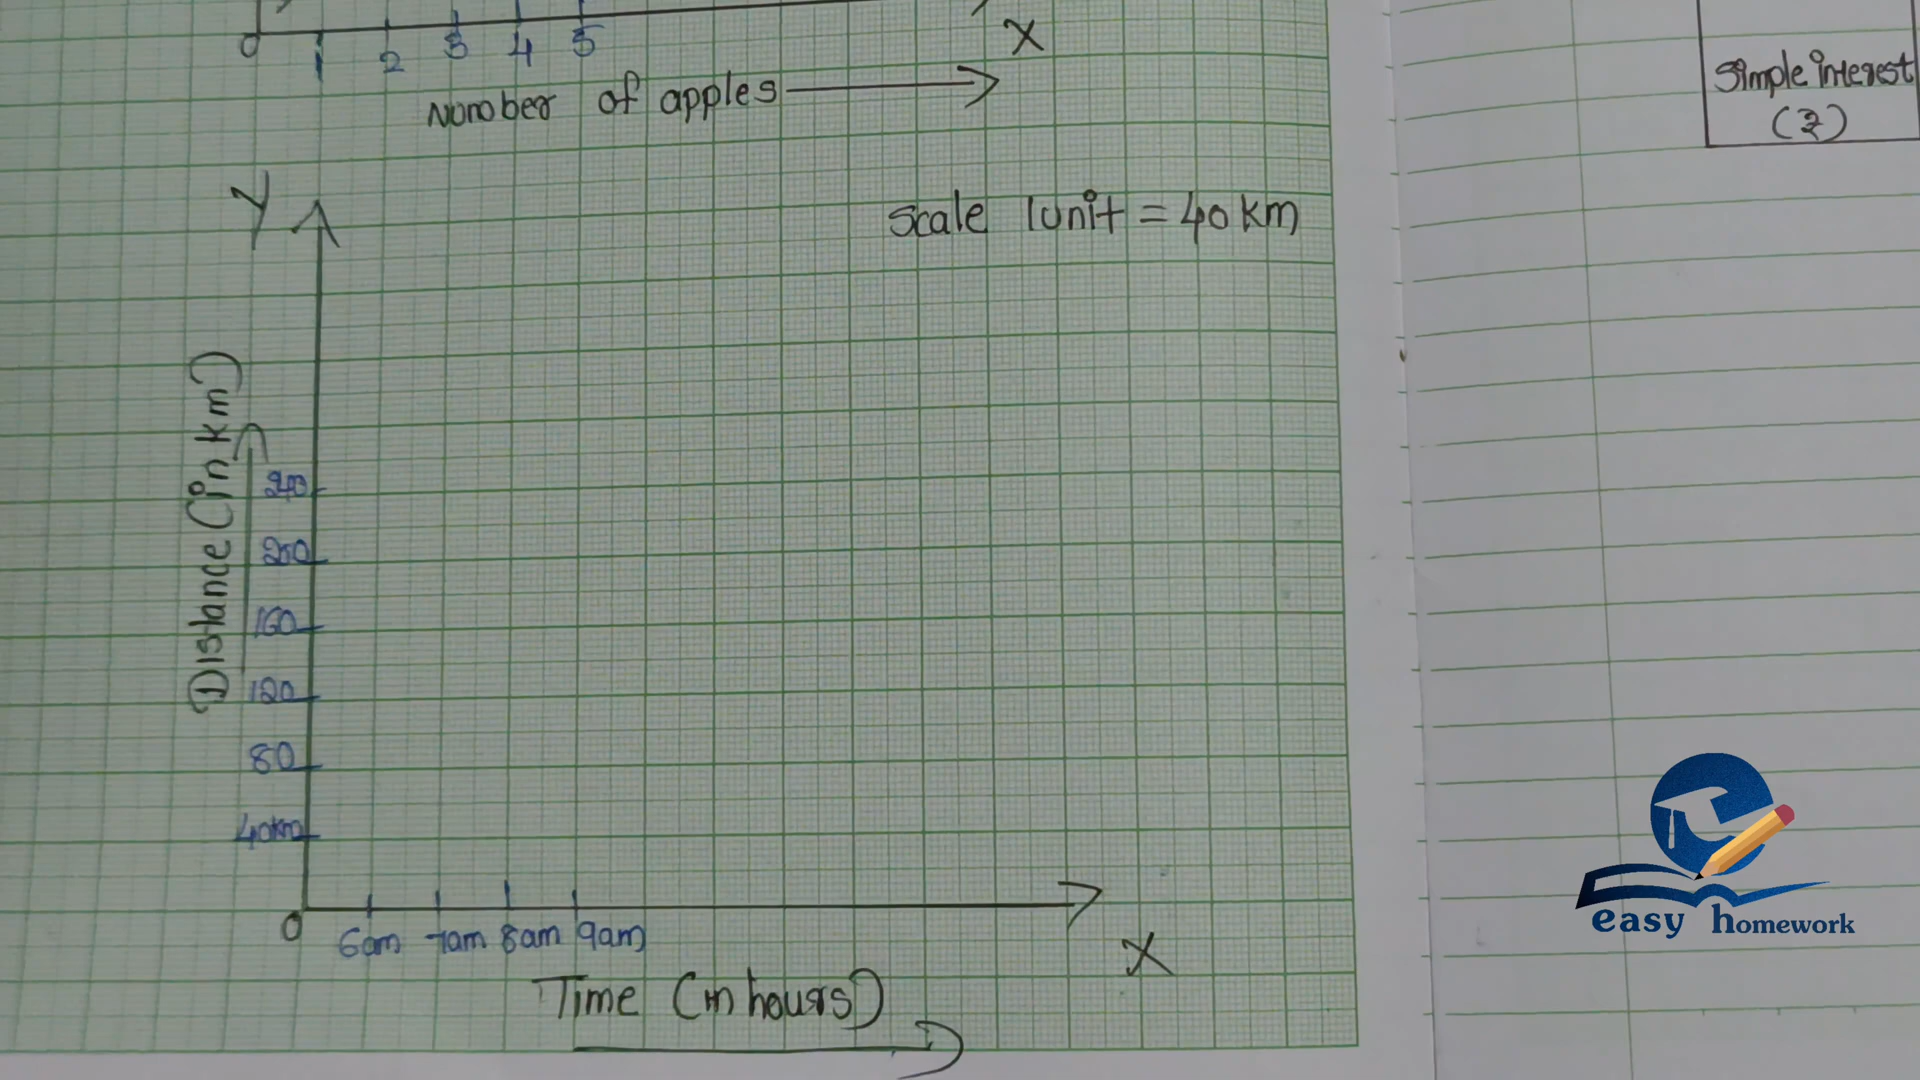 0 1 2 3 4 5 X
Number of apples
Simple interest
(₹)
Y
Scale 1unit = 40 km
Distance (in km)
240
200
160
120
80
40km
0 6am 7am 8am 9am
X
Time (in hours)
easy homework